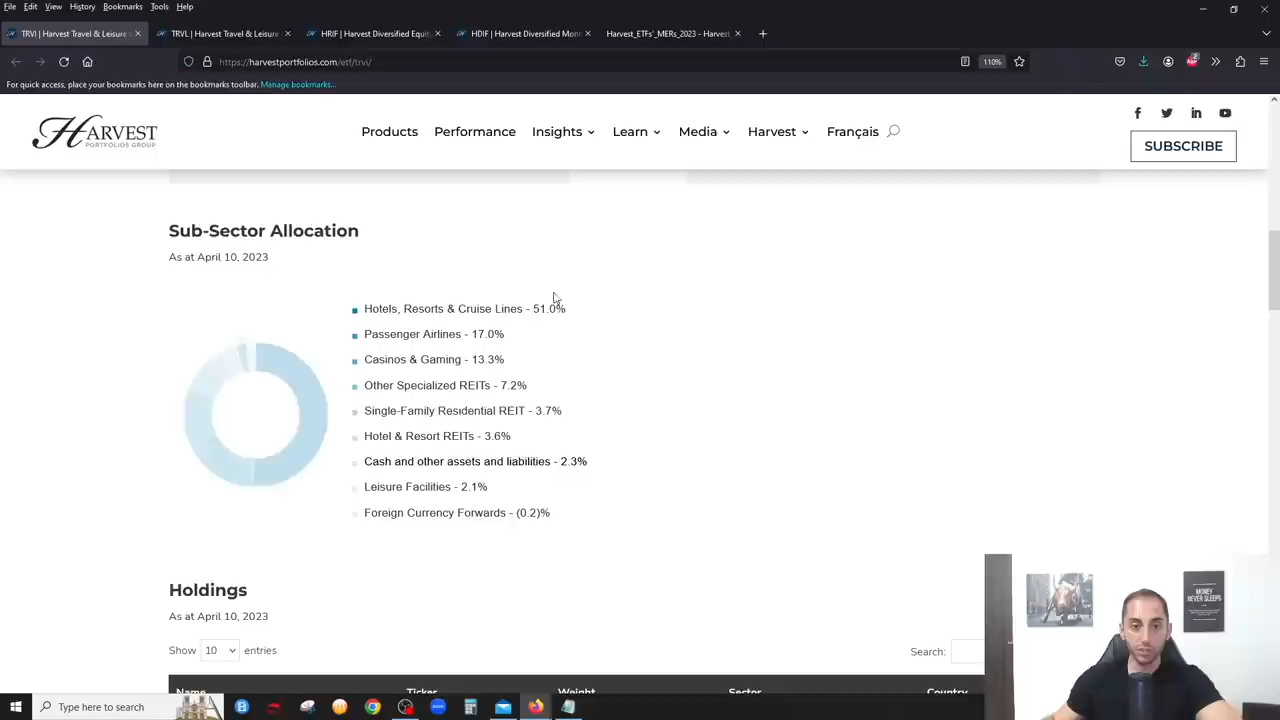 File Edit View History Bookmarks Tools Help
TRVI | Harvest Travel & Leisure
TRVL | Harvest Travel & Leisure
HRIF | Harvest Diversified Equit
HDIF | Harvest Diversified Mont
Harvest_ETFs'_MERs_2023 - Harvest
https://harvestportfolios.com/etf/trvi/
110%
For quick access, place your bookmarks here on the bookmarks toolbar. Manage bookmarks...
HARVEST
PORTFOLIOS GROUP
Products Performance Insights Learn Media Harvest Français
SUBSCRIBE
Sub-Sector Allocation
As at April 10, 2023
Hotels, Resorts & Cruise Lines - 51.0%
Passenger Airlines - 17.0%
Casinos & Gaming - 13.3%
Other Specialized REITs - 7.2%
Single-Family Residential REIT - 3.7%
Hotel & Resort REITs - 3.6%
Cash and other assets and liabilities - 2.3%
Leisure Facilities - 2.1%
Foreign Currency Forwards - (0.2)%
Holdings
As at April 10, 2023
Show 10 entries
Search:
Name Ticker Weight Sector Country
MONEY
NEVER SLEEPS
Type here to search